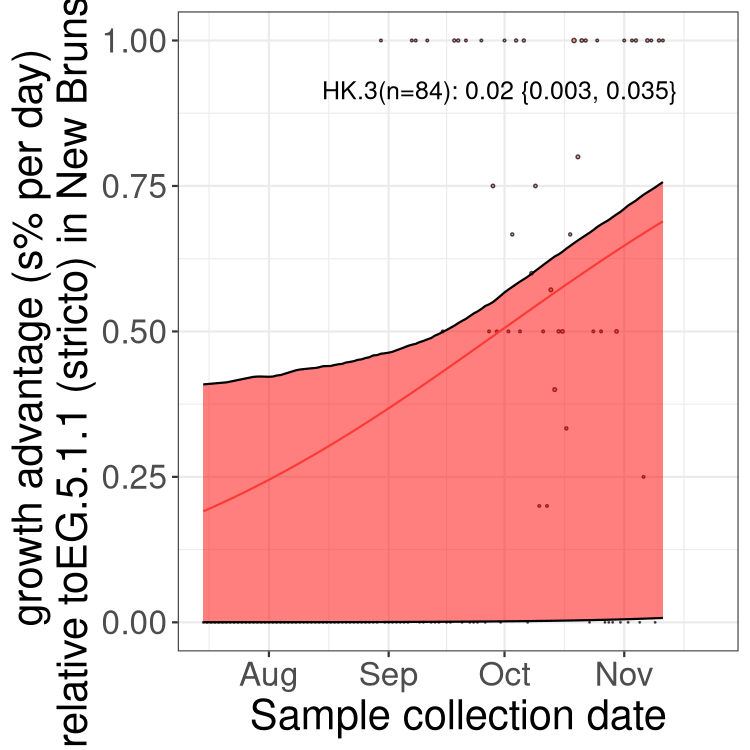 growth advantage (s% per day)
relative toEG.5.1.1 (stricto) in New Bruns
1.00
0.75
0.50
0.25
0.00
HK.3(n=84): 0.02 {0.003, 0.035}
Aug Sep Oct Nov
Sample collection date